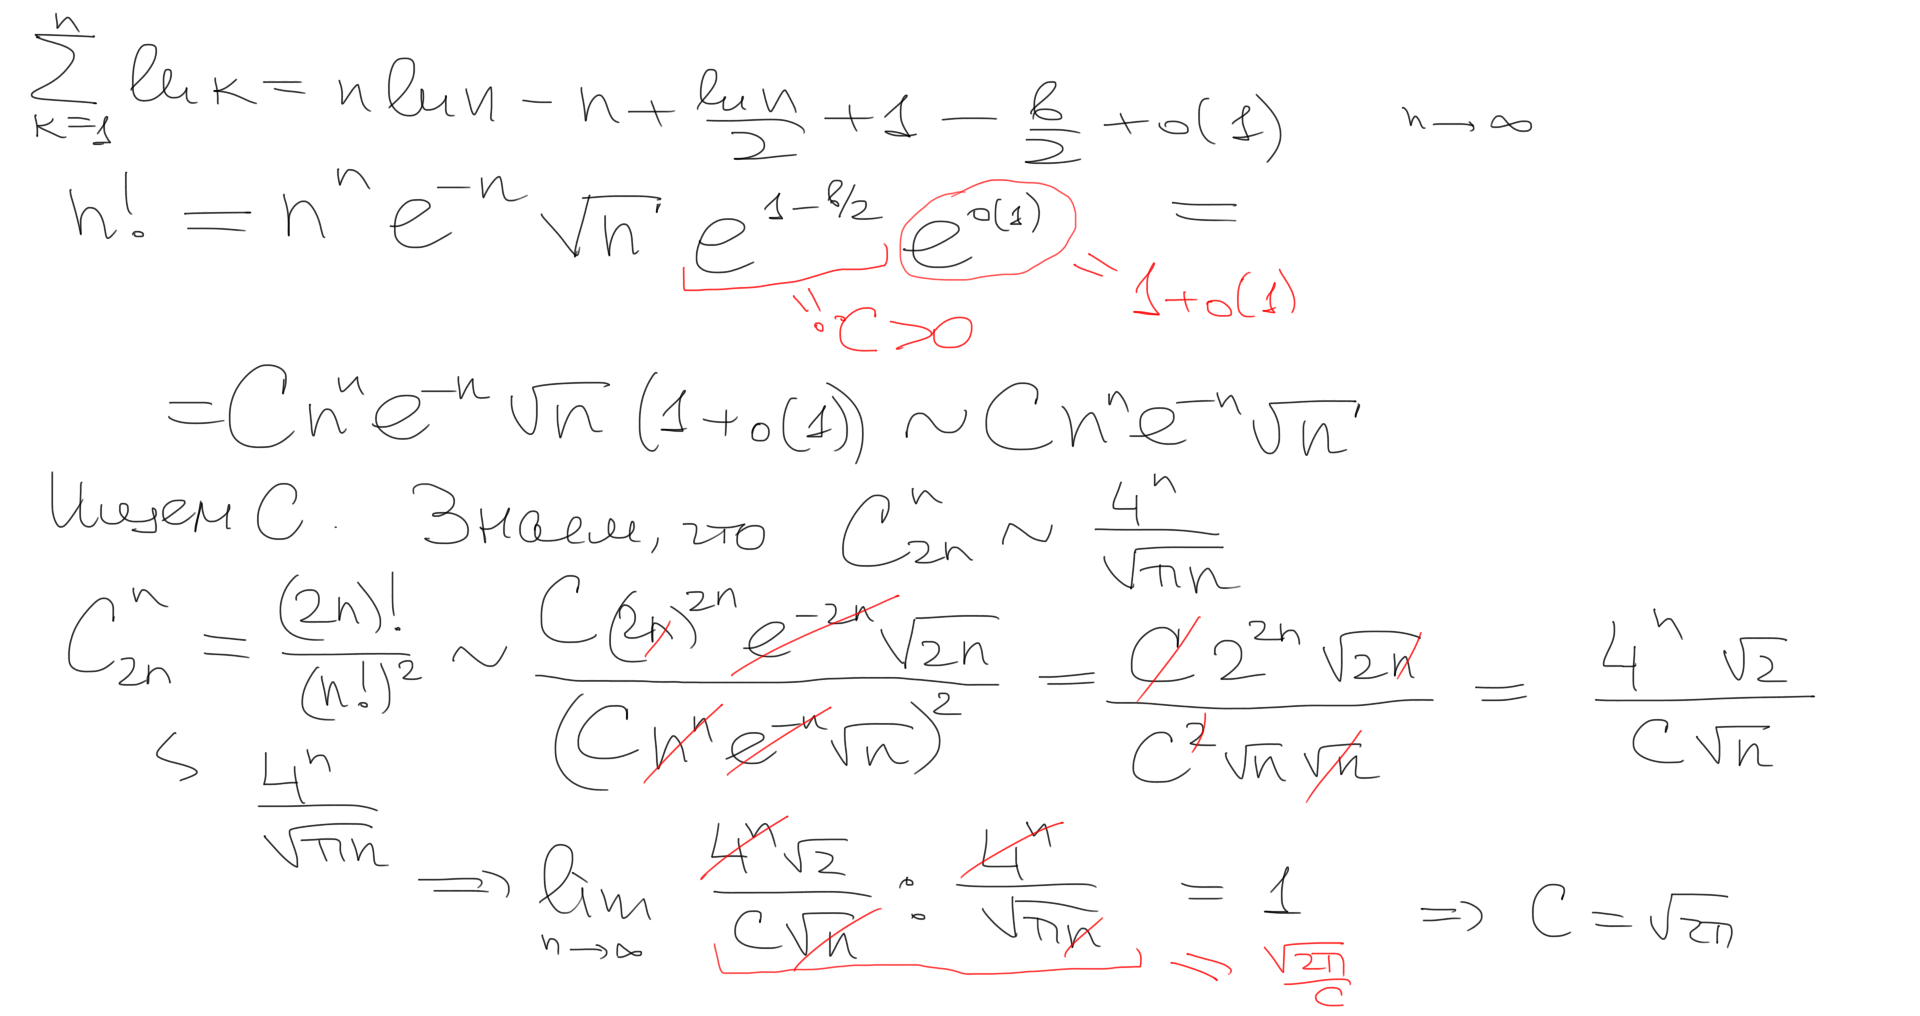 $\sum_{k=1}^{n} \ln k = n \ln n - n + \frac{\ln n}{2} + 1 - \frac{b}{2} + o(1) \quad n \to \infty$
$n! = n^n e^{-n} \sqrt{n} \underbrace{e^{1-b/2}} e^{o(1)} =$
$=: C > 0 \quad = 1 + o(1)$
$= C n^n e^{-n} \sqrt{n} (1 + o(1)) \sim C n^n e^{-n} \sqrt{n}$
Ищем C. Знаем, что $C_{2n}^n \sim \frac{4^n}{\sqrt{\pi n}}$
$C_{2n}^n = \frac{(2n)!}{(n!)^2} \sim \frac{C (2n)^{2n} e^{-2n} \sqrt{2n}}{(C n^n e^{-n} \sqrt{n})^2} = \frac{C 2^{2n} \sqrt{2n}}{C^2 \sqrt{n} \sqrt{n}} = \frac{4^n \sqrt{2}}{C \sqrt{n}}$
$\sim \frac{4^n}{\sqrt{\pi n}}$
$\Rightarrow \lim_{n \to \infty} \underbrace{\frac{4^n \sqrt{2}}{C \sqrt{n}} : \frac{4^n}{\sqrt{\pi n}}} = 1 \Rightarrow C = \sqrt{2\pi}$
$= \frac{\sqrt{2\pi}}{C}$